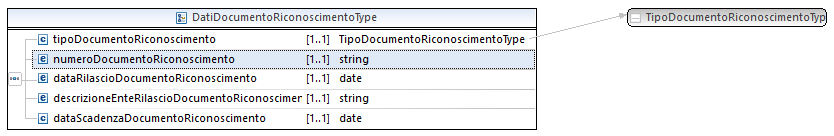 DatiDocumentoRiconoscimentoType
TipoDocumentoRiconoscimentoTyp
tipoDocumentoRiconoscimento [1..1] TipoDocumentoRiconoscimentoType
numeroDocumentoRiconoscimento [1..1] string
dataRilascioDocumentoRiconoscimento [1..1] date
descrizioneEnteRilascioDocumentoRiconoscimen [1..1] string
dataScadenzaDocumentoRiconoscimento [1..1] date